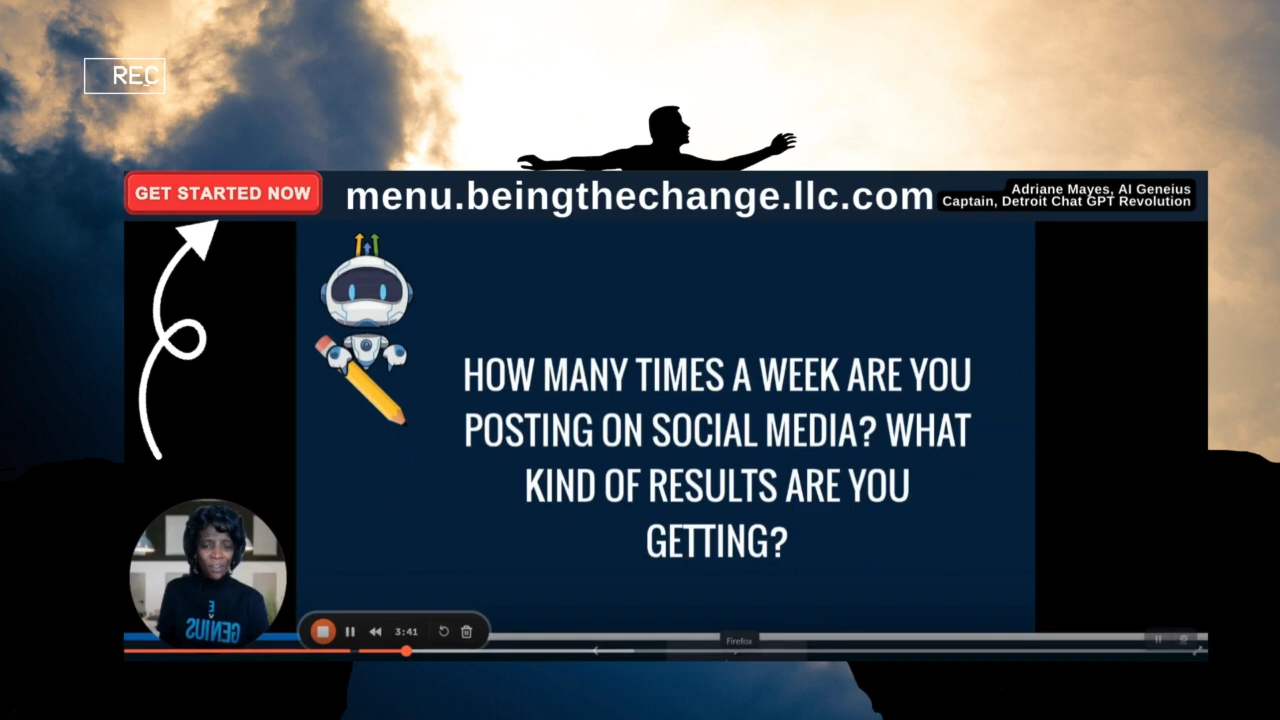 REC
GET STARTED NOW
menu.beingthechange.llc.com
Adriane Mayes, AI Geneius
Captain, Detroit Chat GPT Revolution
HOW MANY TIMES A WEEK ARE YOU
POSTING ON SOCIAL MEDIA? WHAT
KIND OF RESULTS ARE YOU
GETTING?
GENIUS
3:41
Firefox